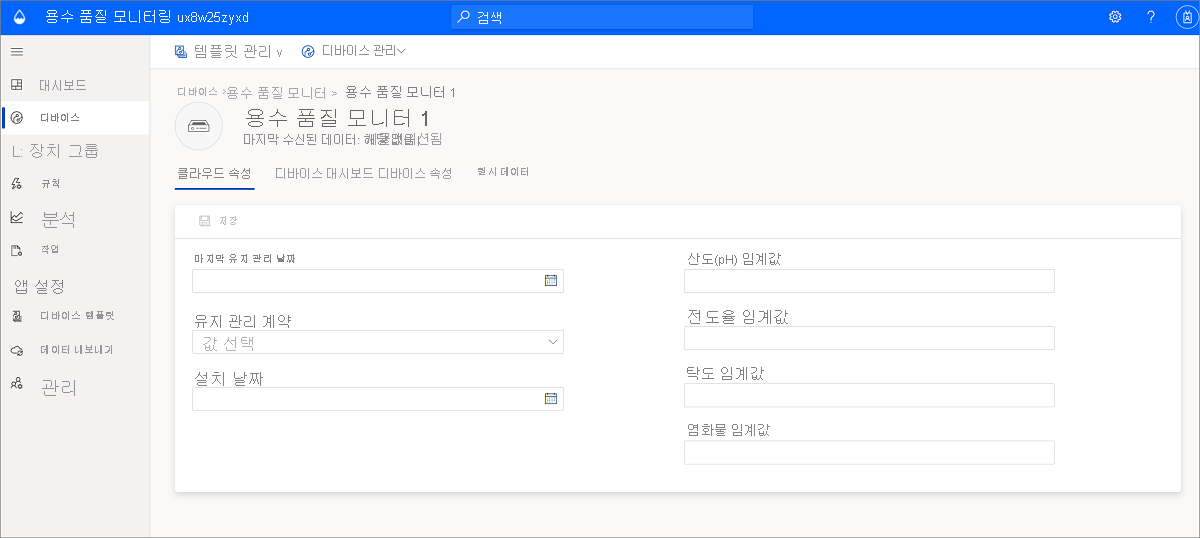 용수 품질 모니터링 ux8w25zyxd
검색
템플릿 관리 v
디바이스 관리
대시보드
디바이스
L: 장치 그룹
규칙
분석
작업
앱 설정
디바이스 템플릿
데이터 내보내기
관리
디바이스 > 용수 품질 모니터 > 용수 품질 모니터 1
용수 품질 모니터 1
마지막 수신된 데이터:
클라우드 속성
디바이스 대시보드 디바이스 속성
데이터
저장
마지막 유지 관리 날짜
유지 관리 계약
값 선택
설치 날짜
산도(pH) 임계값
전도율 임계값
탁도 임계값
염화물 임계값